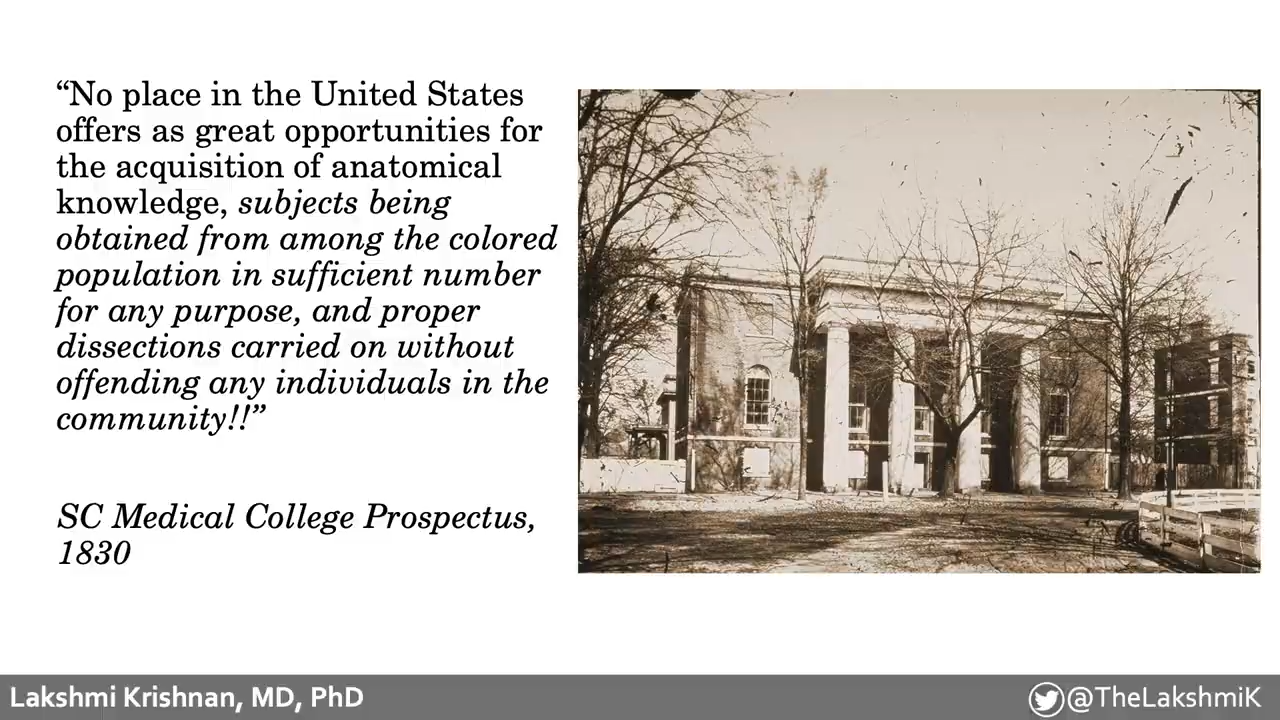 “No place in the United States
offers as great opportunities for
the acquisition of anatomical
knowledge, subjects being
obtained from among the colored
population in sufficient number
for any purpose, and proper
dissections carried on without
offending any individuals in the
community!!”
SC Medical College Prospectus,
1830
Lakshmi Krishnan, MD, PhD
@TheLakshmiK